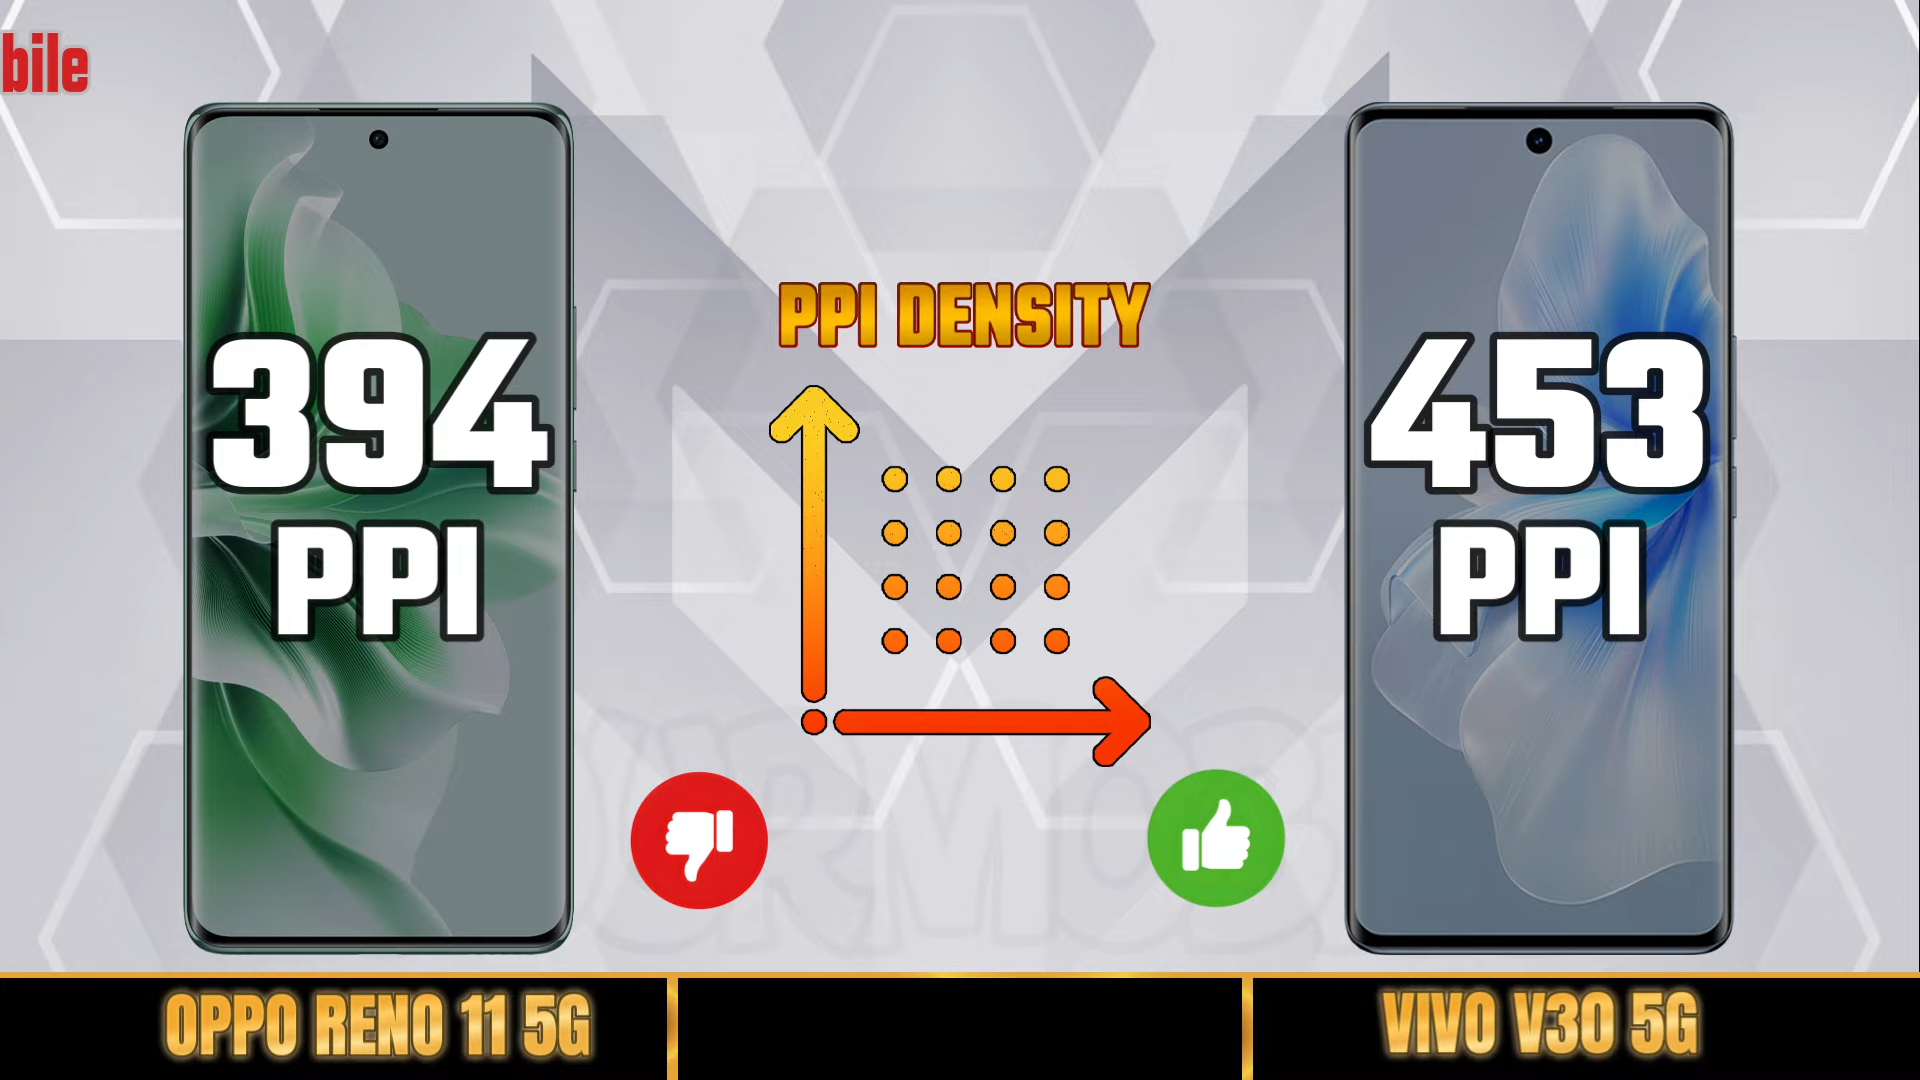 bile
PPI DENSITY
394
PPI
453
PPI
OPPO RENO 11 5G
VIVO V30 5G